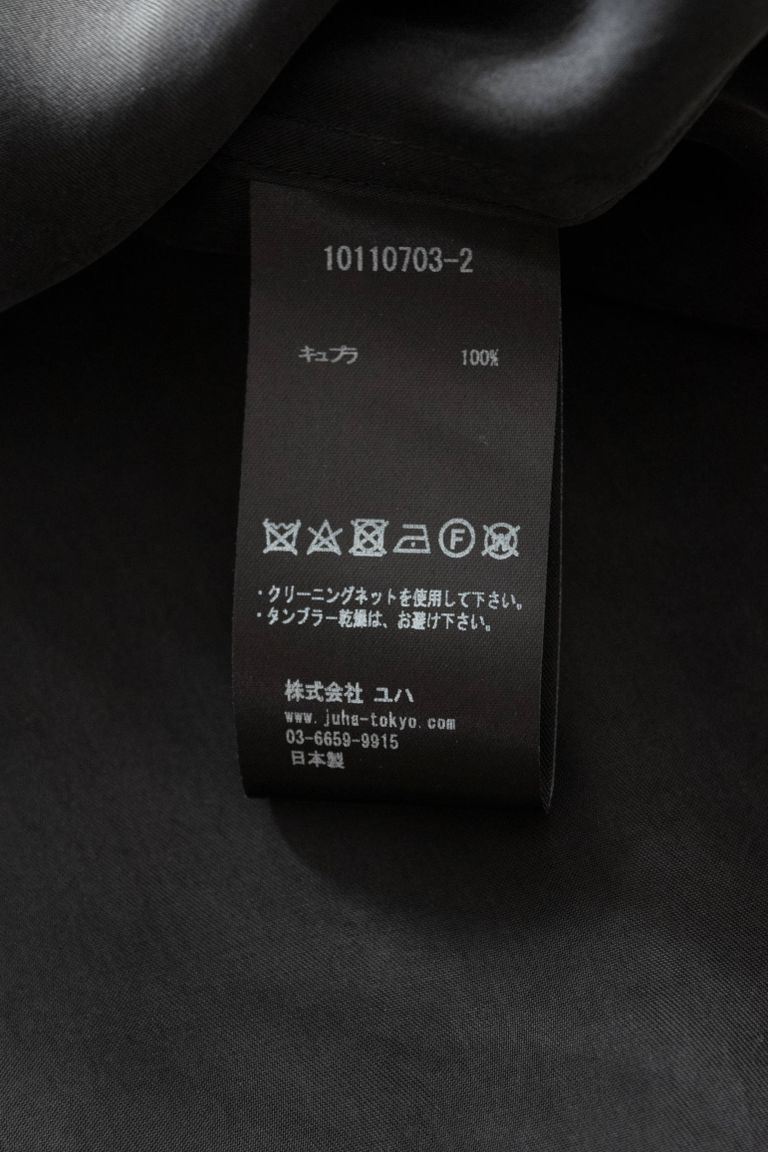 10110703-2
キュプラ 100%
F
W
・クリーニングネットを使用して下さい。
・タンブラー乾燥は、お避け下さい。
株式会社 ユハ
www.juha-tokyo.com
03-6659-9915
日本製